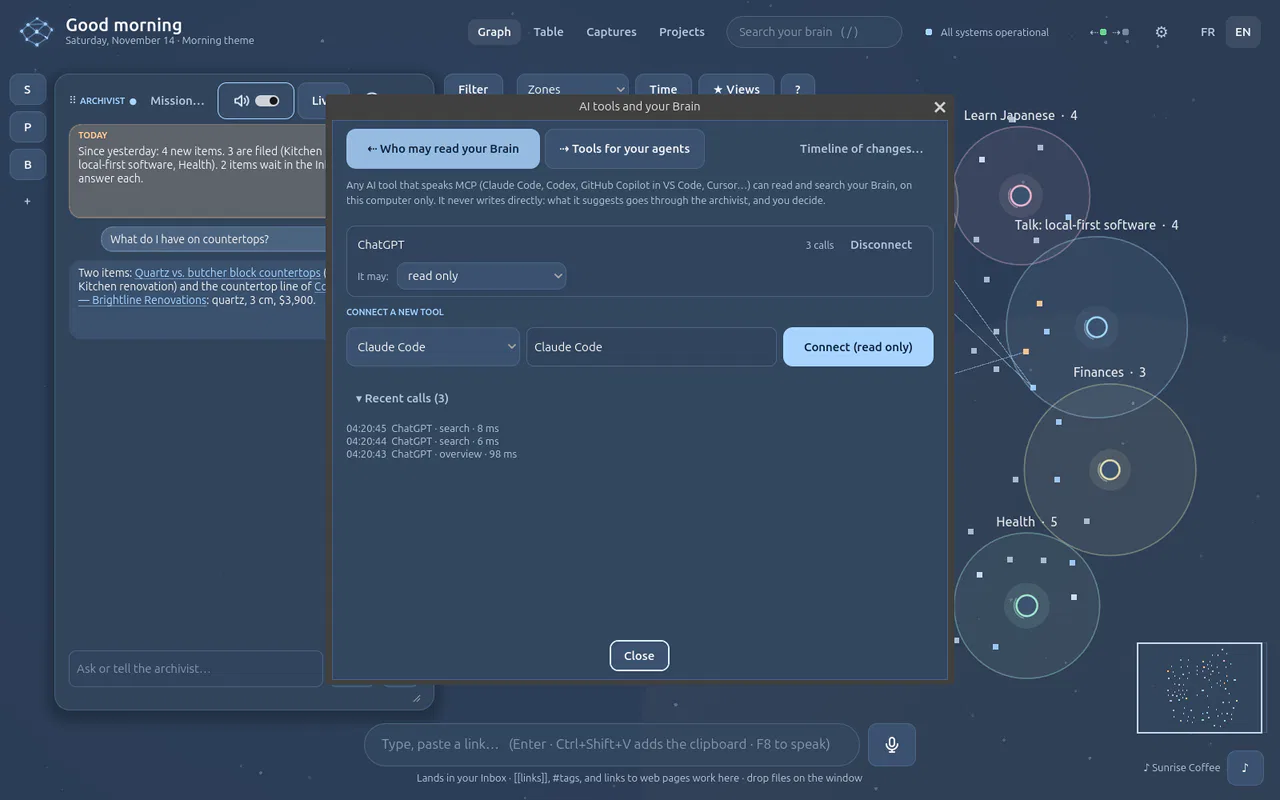 Good morning
Saturday, November 14 · Morning theme
Graph Table Captures Projects
Search your brain ( / )
All systems operational
FR EN
S
P
B
+
ARCHIVIST Mission…
Filter Zones Time ★ Views ?
TODAY
Since yesterday: 4 new items. 3 are filed (Kitchen
local-first software, Health). 2 items wait in the
answer each.
What do I have on countertops?
Two items: Quartz vs. butcher block countertops (
Kitchen renovation) and the countertop line of
— Brightline Renovations: quartz, 3 cm, $3,900.
Ask or tell the archivist…
AI tools and your Brain
⇠ Who may read your Brain ⇢ Tools for your agents Timeline of changes…
Any AI tool that speaks MCP (Claude Code, Codex, GitHub Copilot in VS Code, Cursor…) can read and search your Brain, on
this computer only. It never writes directly: what it suggests goes through the archivist, and you decide.
ChatGPT 3 calls Disconnect
It may: read only
CONNECT A NEW TOOL
Claude Code Claude Code Connect (read only)
▾ Recent calls (3)
04:20:45 ChatGPT · search · 8 ms
04:20:44 ChatGPT · search · 6 ms
04:20:43 ChatGPT · overview · 98 ms
Close
Learn Japanese · 4
Talk: local-first software · 4
Finances · 3
Health · 5
Type, paste a link… (Enter · Ctrl+Shift+V adds the clipboard · F8 to speak)
Lands in your Inbox · [[links]], #tags, and links to web pages work here · drop files on the window
♪ Sunrise Coffee ♪